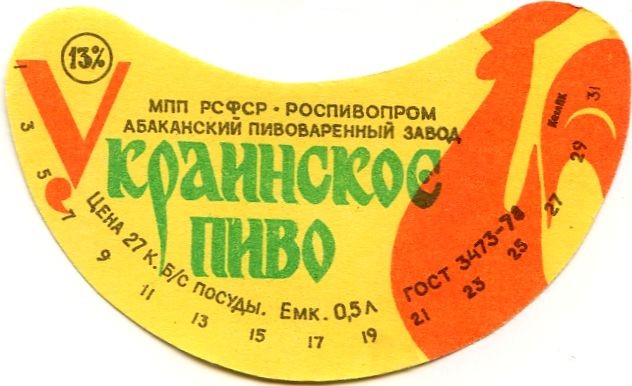 13%
МПП РСФСР · РОСПИВОПРОМ
АБАКАНСКИЙ ПИВОВАРЕННЫЙ ЗАВОД
Украинское
пиво
ЦЕНА 27 К. Б/С ПОСУДЫ. ЕМК. 0,5 Л
ГОСТ 3473-78
1 3 5 7 9 11 13 15 17 19 21 23 25 27 29 31